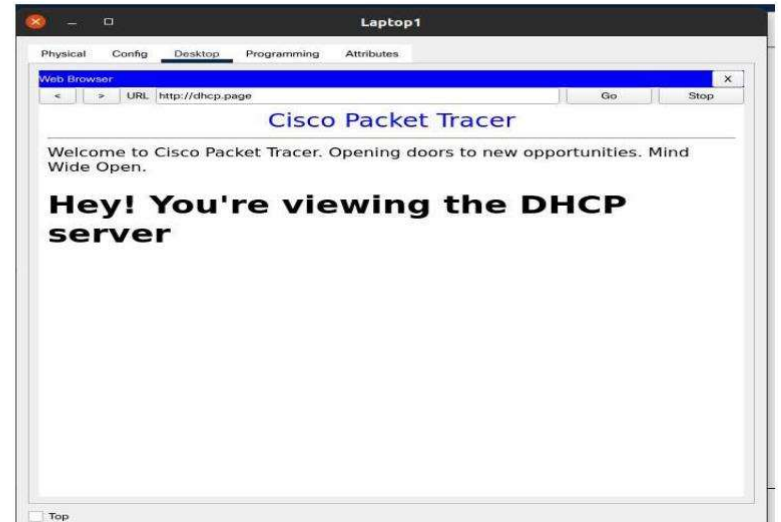 Laptop1
Physical Config Desktop Programming Attributes
Web Browser X
< > URL http://dhcp.page Go Stop
Cisco Packet Tracer
Welcome to Cisco Packet Tracer. Opening doors to new opportunities. Mind
Wide Open.
Hey! You're viewing the DHCP
server
Top